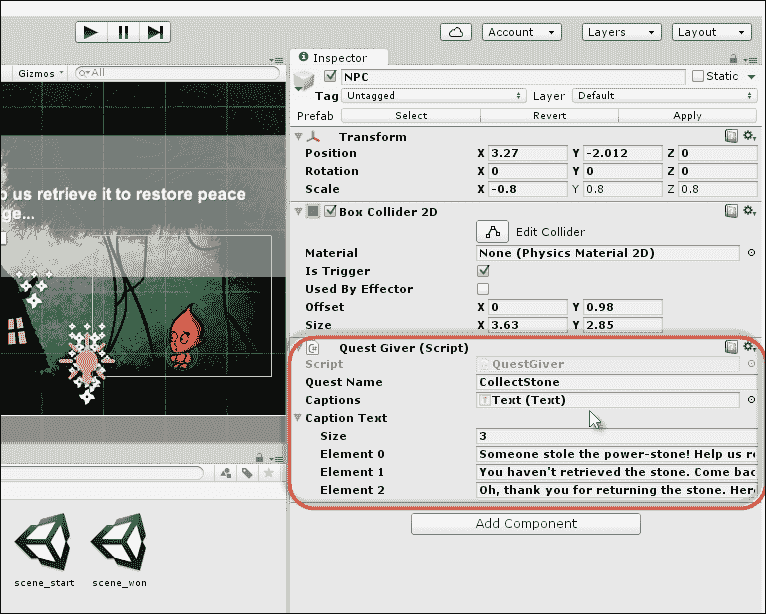 Account
Layers
Layout
Inspector
Gizmos
All
NPC
Static
Tag Untagged Layer Default
Prefab Select Revert Apply
Transform
Position X 3.27 Y -2.012 Z 0
Rotation X 0 Y 0 Z 0
Scale X -0.8 Y 0.8 Z 0.8
us retrieve it to restore peace
ge...
Box Collider 2D
Edit Collider
Material None (Physics Material 2D)
Is Trigger
Used By Effector
Offset X 0 Y 0.98
Size X 3.63 Y 2.85
Quest Giver (Script)
Script QuestGiver
Quest Name CollectStone
Captions Text (Text)
Caption Text
Size 3
Element 0 Someone stole the power-stone! Help us r
Element 1 You haven't retrieved the stone. Come bac
Element 2 Oh, thank you for returning the stone. Her
Add Component
scene_start scene_won